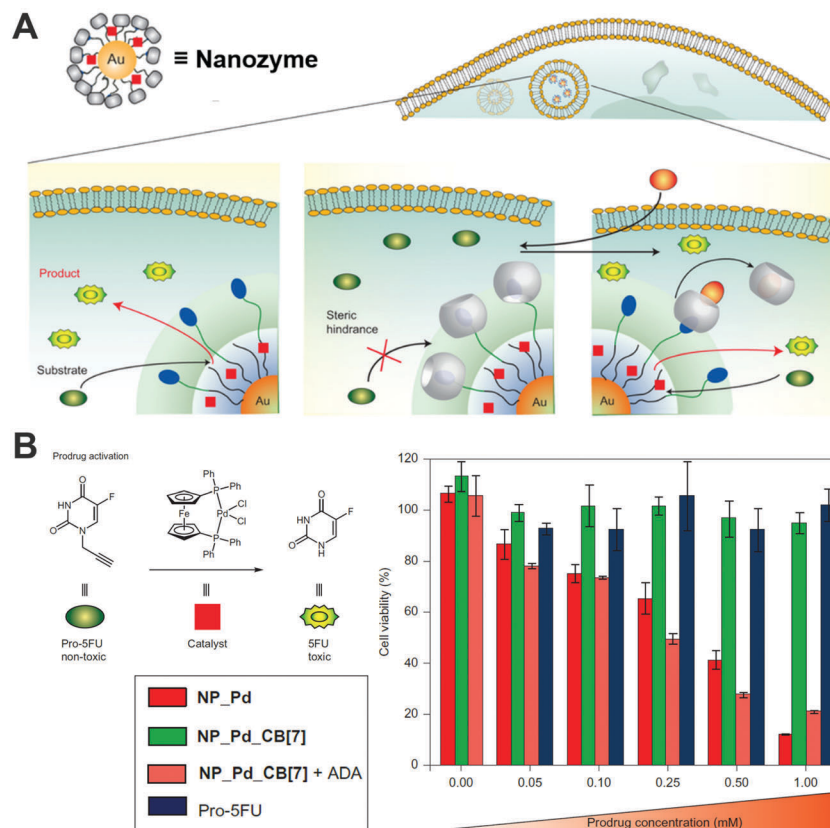 A
Au
≡ Nanozyme
Product
Substrate
Au
Steric
hindrance
Au
Au
B
Prodrug activation
O
F
HN
O
N
Ph
Ph
P
Cl
Fe
Pd
Cl
P
Ph
Ph
O
F
HN
O
N
H
≡
≡
≡
Pro-5FU
non-toxic
Catalyst
5FU
toxic
NP_Pd
NP_Pd_CB[7]
NP_Pd_CB[7] + ADA
Pro-5FU
Cell viability (%)
120
100
80
60
40
20
0
0.00 0.05 0.10 0.25 0.50 1.00
Prodrug concentration (mM)